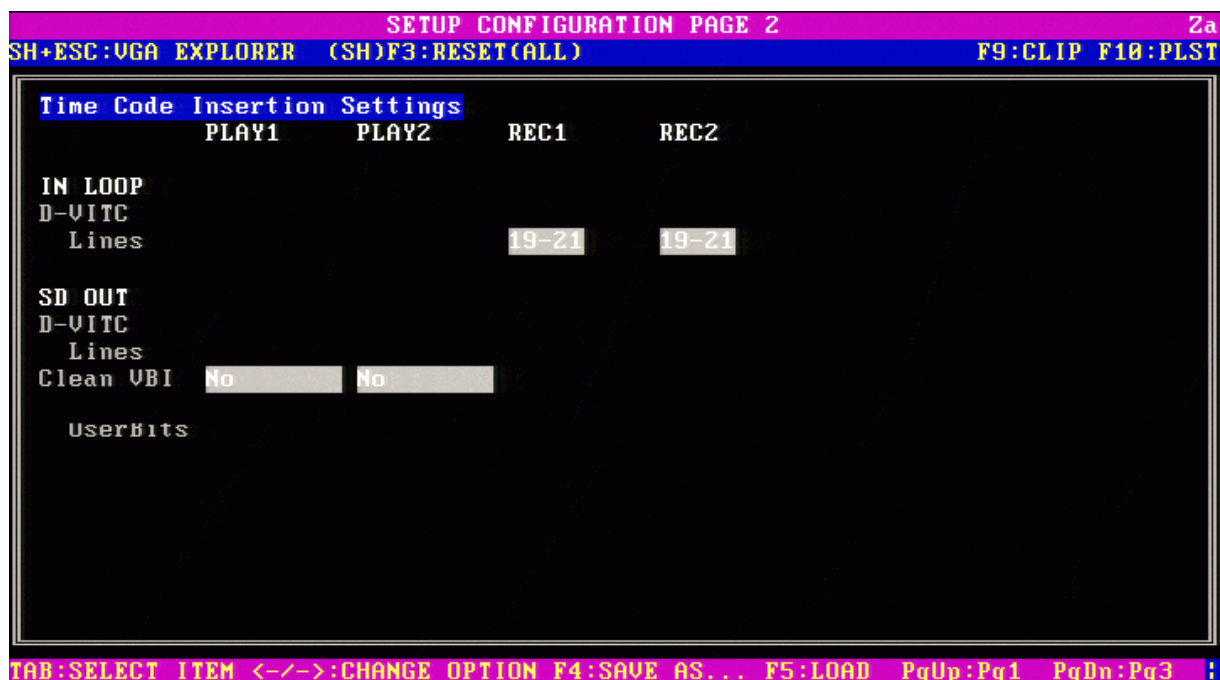 SETUP CONFIGURATION PAGE 2 Za
SH+ESC:VGA EXPLORER (SH)F3:RESET(ALL) F9:CLIP F10:PLST
Time Code Insertion Settings
PLAY1 PLAY2 REC1 REC2
IN LOOP
D-VITC
Lines 19-21 19-21
SD OUT
D-VITC
Lines
Clean VBI No No
UserBits
TAB:SELECT ITEM <-/->:CHANGE OPTION F4:SAVE AS... F5:LOAD PgUp:Pg1 PgDn:Pg3